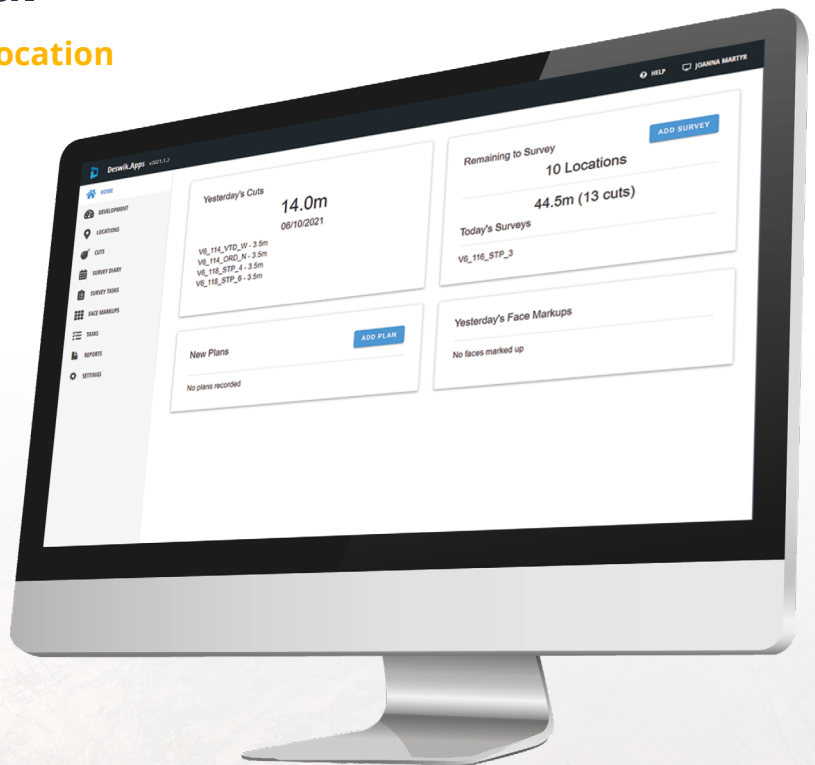 ocation
HELP
JOANNA MARTYR
Deswik.Apps v2021.1.2
HOME
DEVELOPMENT
LOCATIONS
CUTS
SURVEY DIARY
SURVEY TASKS
FACE MARKUPS
TASKS
REPORTS
SETTINGS
Yesterday's Cuts
14.0m
06/10/2021
V6_114_VTD_W - 3.5m
V6_114_ORD_N - 3.5m
V6_118_STP_4 - 3.5m
V6_118_STP_6 - 3.5m
Remaining to Survey
ADD SURVEY
10 Locations
44.5m (13 cuts)
Today's Surveys
V6_116_STP_3
New Plans
ADD PLAN
No plans recorded
Yesterday's Face Markups
No faces marked up